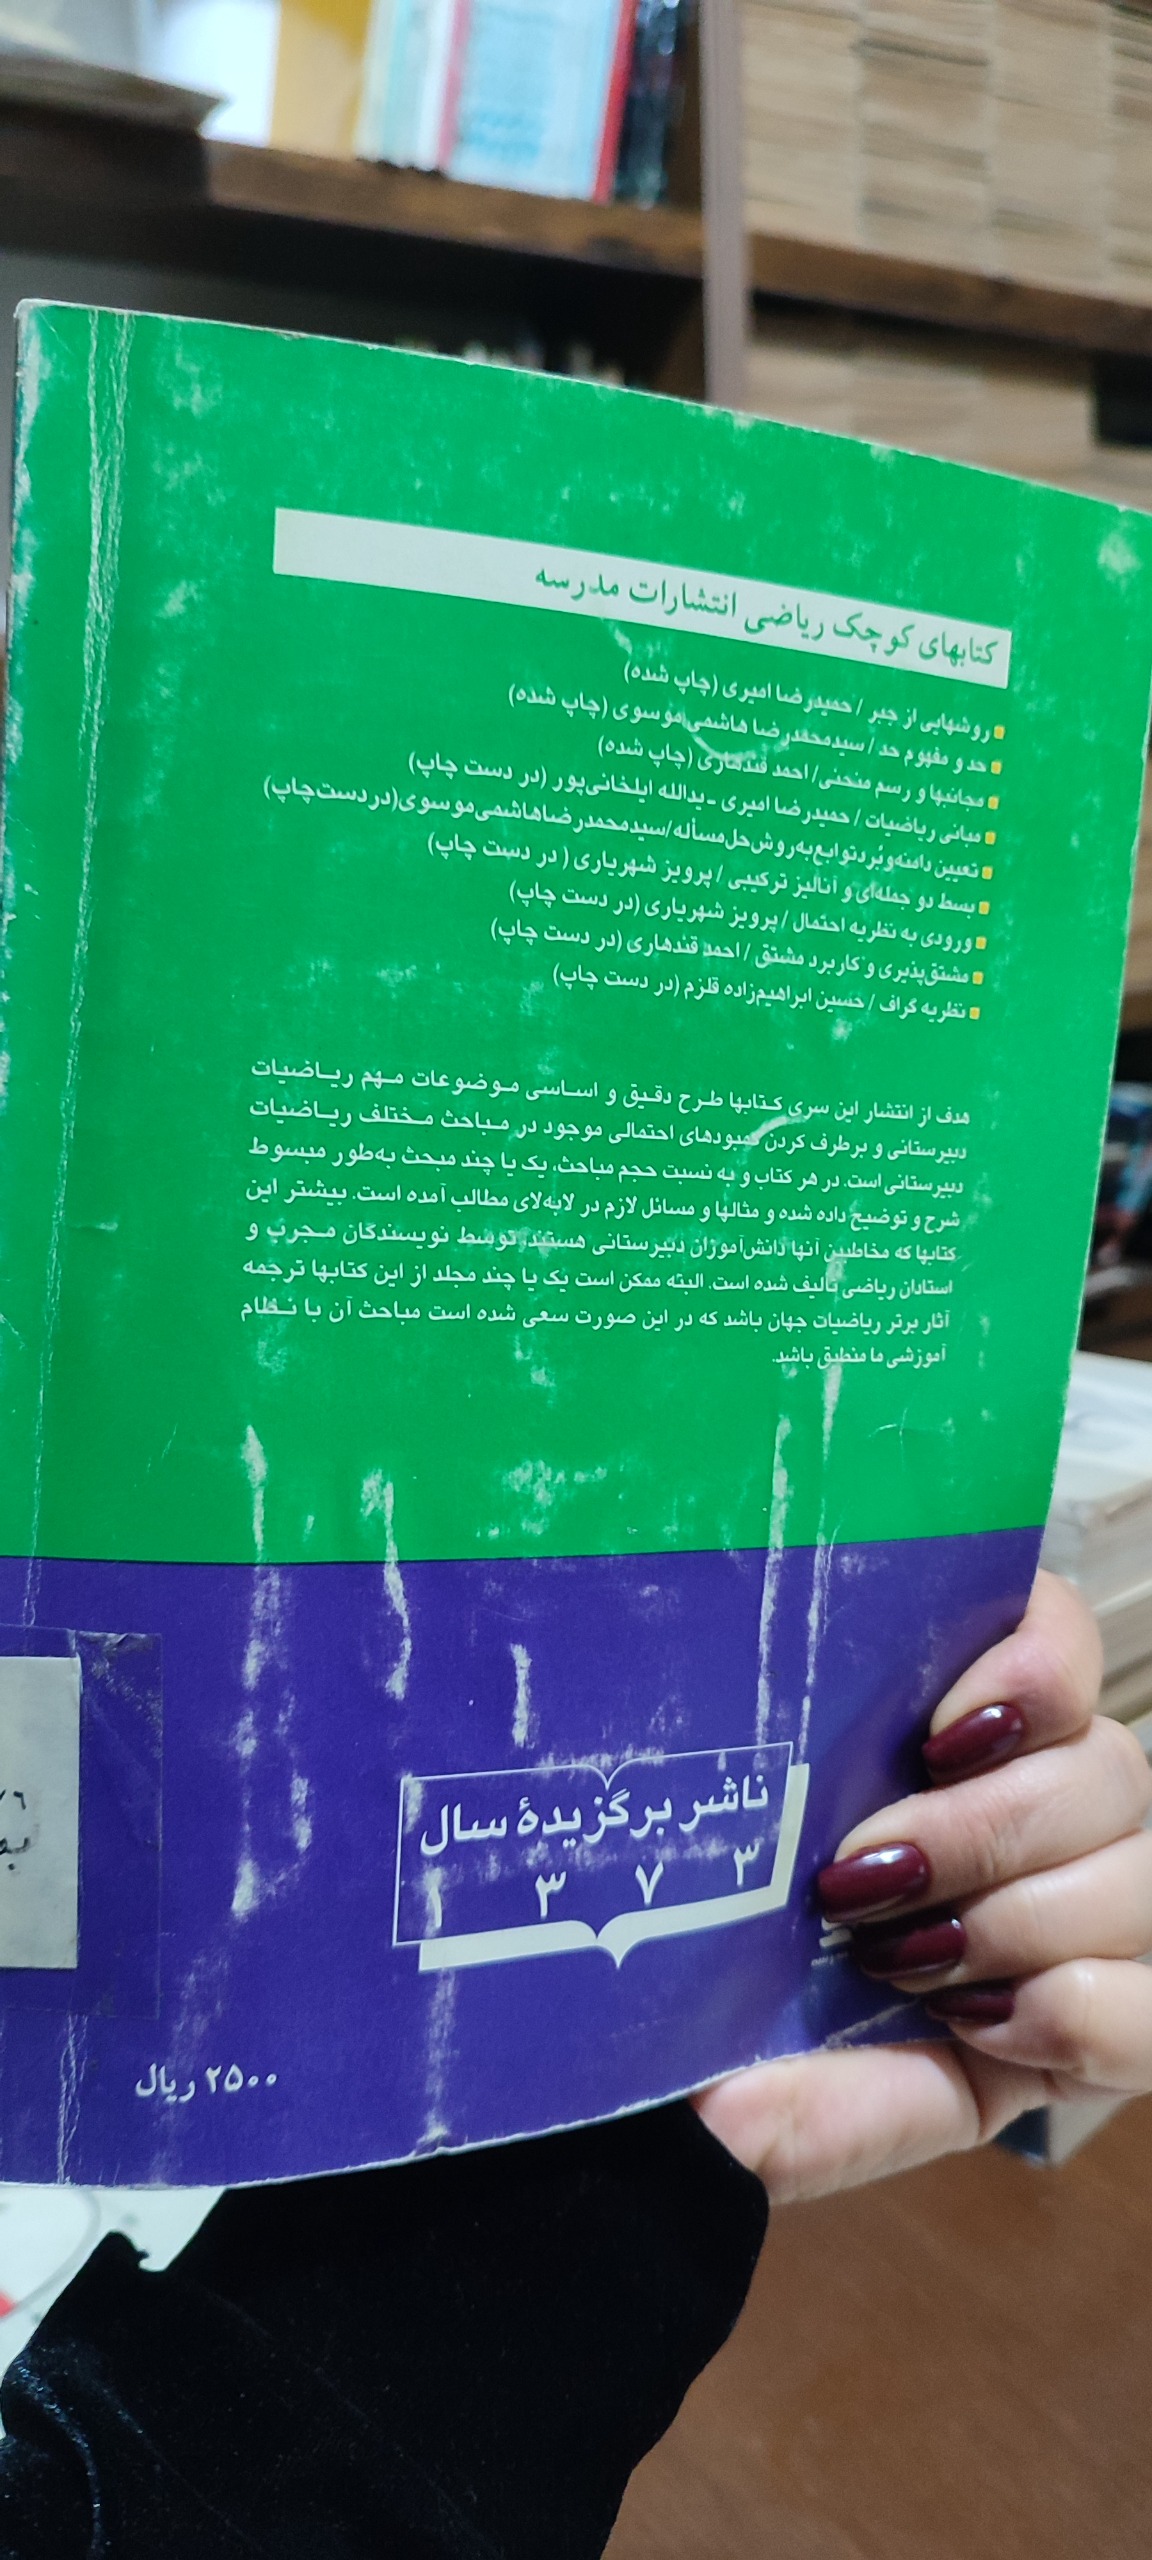 کتابهای کوچک ریاضی انتشارات مدرسه
روشهایی از جبر / حمیدرضا امیری (چاپ شده)
حد و مفهوم حد / سیدمحمدرضا هاشمی موسوی (چاپ شده)
مجانبها و رسم منحنی / احمد قندهاری (چاپ شده)
مبانی ریاضیات / حمیدرضا امیری - یدالله ایلخانی‌پور (در دست چاپ)
تعیین دامنه و بُرد توابع به روش حل مسأله / سیدمحمدرضا هاشمی موسوی (در دست چاپ)
بسط دو جمله‌ای و آنالیز ترکیبی / پرویز شهریاری ( در دست چاپ)
ورودی به نظریه احتمال / پرویز شهریاری (در دست چاپ)
مشتق‌پذیری و کاربرد مشتق / احمد قندهاری (در دست چاپ)
نظریه گراف / حسین ابراهیم‌زاده قلزم (در دست چاپ)
هدف از انتشار این سری کتابها طرح دقیق و اساسی موضوعات مهم ریاضیات
دبیرستانی و برطرف کردن کمبودهای احتمالی موجود در مباحث مختلف ریاضیات
دبیرستانی است. در هر کتاب و به نسبت حجم مباحث، یک یا چند مبحث به‌طور مبسوط
شرح و توضیح داده شده و مثالها و مسائل لازم در لابه‌لای مطالب آمده است. بیشتر این
کتابها که مخاطبین آنها دانش‌آموزان دبیرستانی هستند، توسط نویسندگان مجرب و
استادان ریاضی تألیف شده است. البته ممکن است یک یا چند مجلد از این کتابها ترجمه
آثار برتر ریاضیات جهان باشد که در این صورت سعی شده است مباحث آن با نظام
آموزشی ما منطبق باشد.
ناشر برگزیدهٔ سال
۱ ۳ ۷ ۳
۲۵۰۰ ریال